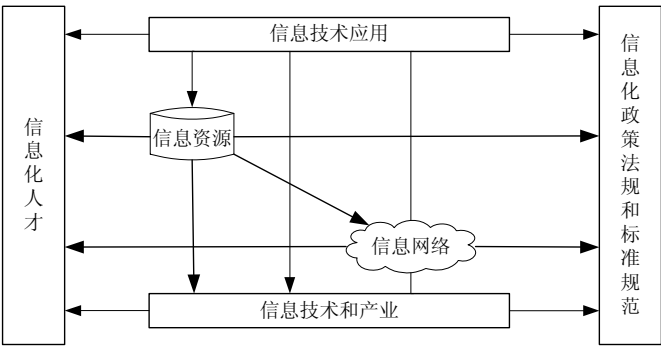 信息技术应用
信息化人才
信息资源
信息网络
信息技术和产业
信息化政策法规和标准规范